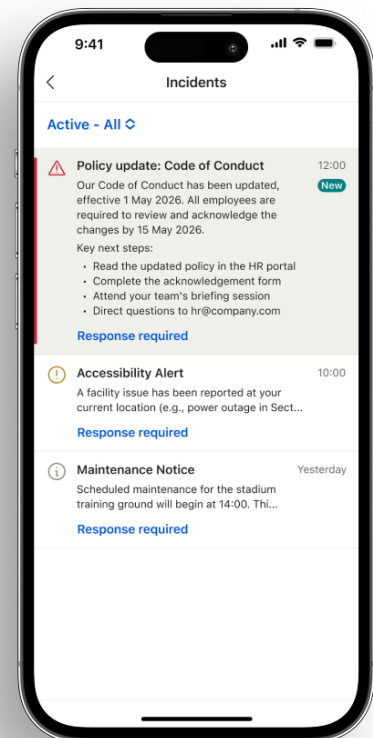 9:41
Incidents
Active - All
Policy update: Code of Conduct 12:00
Our Code of Conduct has been updated, New
effective 1 May 2026. All employees are
required to review and acknowledge the
changes by 15 May 2026.
Key next steps:
• Read the updated policy in the HR portal
• Complete the acknowledgement form
• Attend your team's briefing session
• Direct questions to hr@company.com
Response required
Accessibility Alert 10:00
A facility issue has been reported at your
current location (e.g., power outage in Sect...
Response required
Maintenance Notice Yesterday
Scheduled maintenance for the stadium
training ground will begin at 14:00. Thi...
Response required